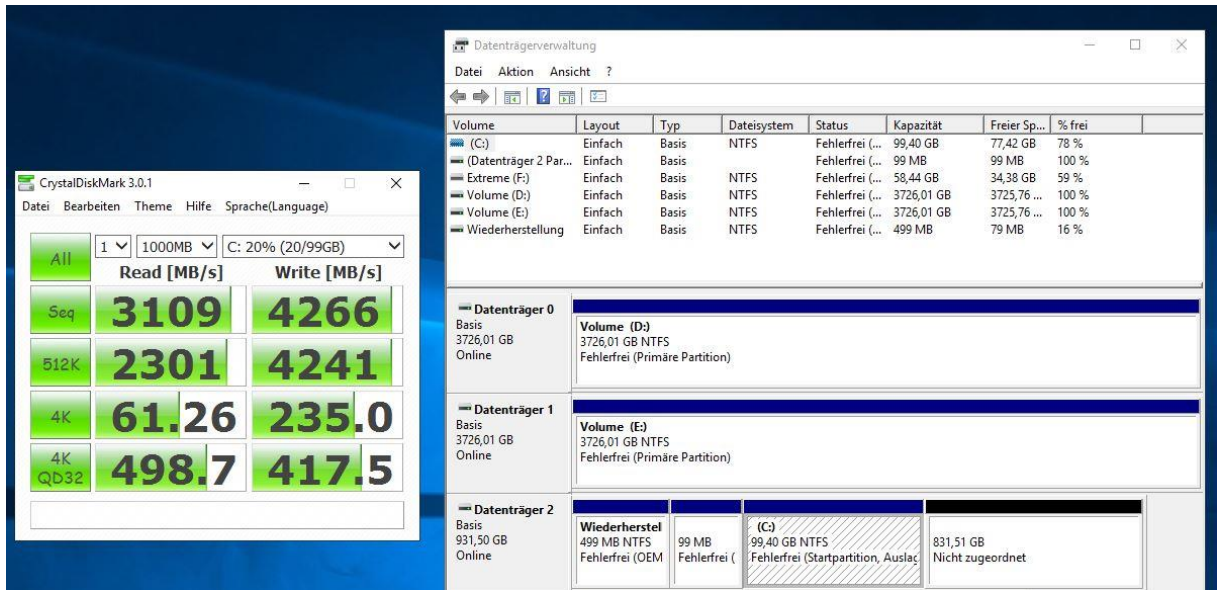 CrystalDiskMark 3.0.1
Datei Bearbeiten Theme Hilfe Sprache(Language)
All 1 1000MB C: 20% (20/99GB)
Read [MB/s] Write [MB/s]
Seq 3109 4266
512K 2301 4241
4K 61.26 235.0
4K QD32 498.7 417.5
Datenträgerverwaltung
Datei Aktion Ansicht ?
Volume Layout Typ Dateisystem Status Kapazität Freier Sp... % frei
(C:) Einfach Basis NTFS Fehlerfrei (... 99,40 GB 77,42 GB 78 %
(Datenträger 2 Par... Einfach Basis Fehlerfrei (... 99 MB 99 MB 100 %
Extreme (F:) Einfach Basis NTFS Fehlerfrei (... 58,44 GB 34,38 GB 59 %
Volume (D:) Einfach Basis NTFS Fehlerfrei (... 3726,01 GB 3725,76 ... 100 %
Volume (E:) Einfach Basis NTFS Fehlerfrei (... 3726,01 GB 3725,76 ... 100 %
Wiederherstellung Einfach Basis NTFS Fehlerfrei (... 499 MB 79 MB 16 %
Datenträger 0
Basis
3726,01 GB
Online
Volume (D:)
3726,01 GB NTFS
Fehlerfrei (Primäre Partition)
Datenträger 1
Basis
3726,01 GB
Online
Volume (E:)
3726,01 GB NTFS
Fehlerfrei (Primäre Partition)
Datenträger 2
Basis
931,50 GB
Online
Wiederherstel
499 MB NTFS
Fehlerfrei (OEM
99 MB
Fehlerfrei (
(C:)
99,40 GB NTFS
Fehlerfrei (Startpartition, Auslag
831,51 GB
Nicht zugeordnet